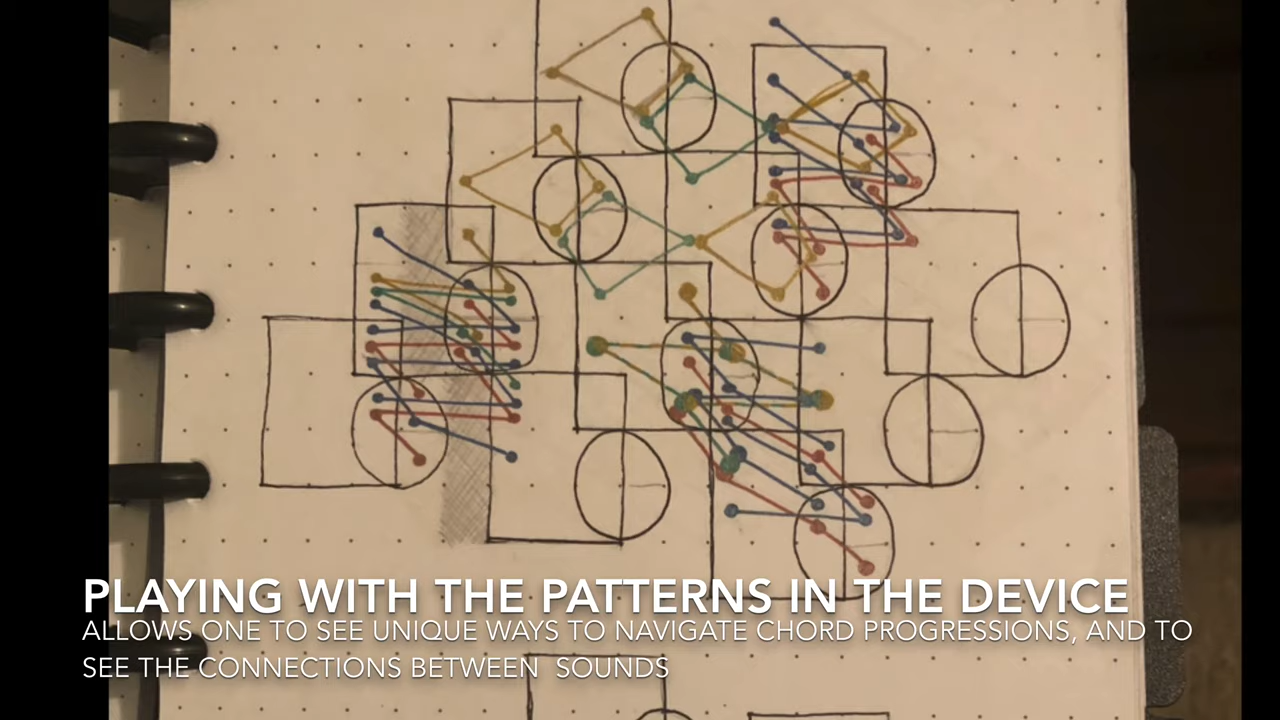 PLAYING WITH THE PATTERNS IN THE DEVICE
ALLOWS ONE TO SEE UNIQUE WAYS TO NAVIGATE CHORD PROGRESSIONS, AND TO
SEE THE CONNECTIONS BETWEEN SOUNDS